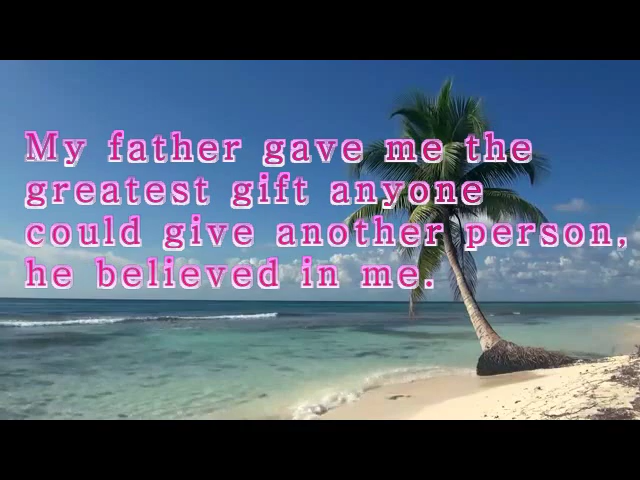 My father gave me the
greatest gift anyone
could give another person,
he believed in me.